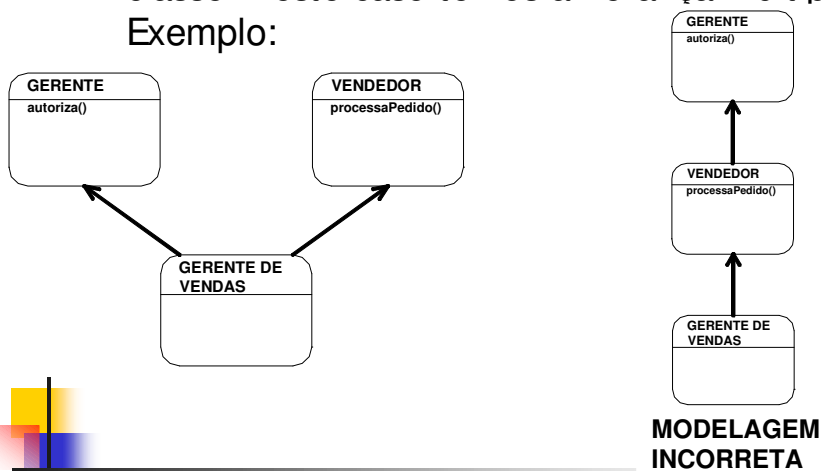 Exemplo:
GERENTE
autoriza()
VENDEDOR
processaPedido()
GERENTE DE
VENDAS
GERENTE
autoriza()
VENDEDOR
processaPedido()
GERENTE DE
VENDAS
MODELAGEM
INCORRETA